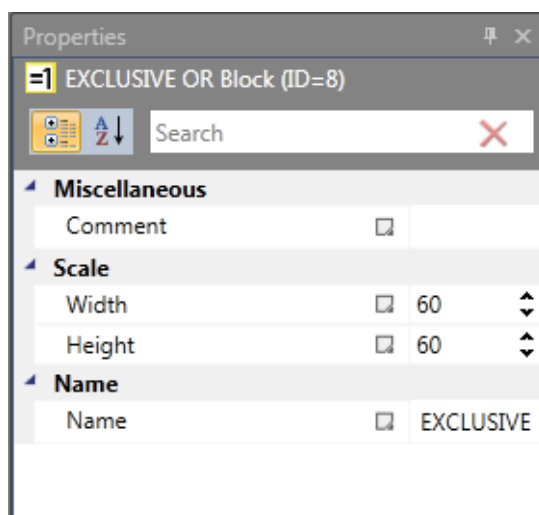 Properties
=1 EXCLUSIVE OR Block (ID=8)
A Z Search
Miscellaneous
Comment
Scale
Width 60
Height 60
Name
Name EXCLUSIVE